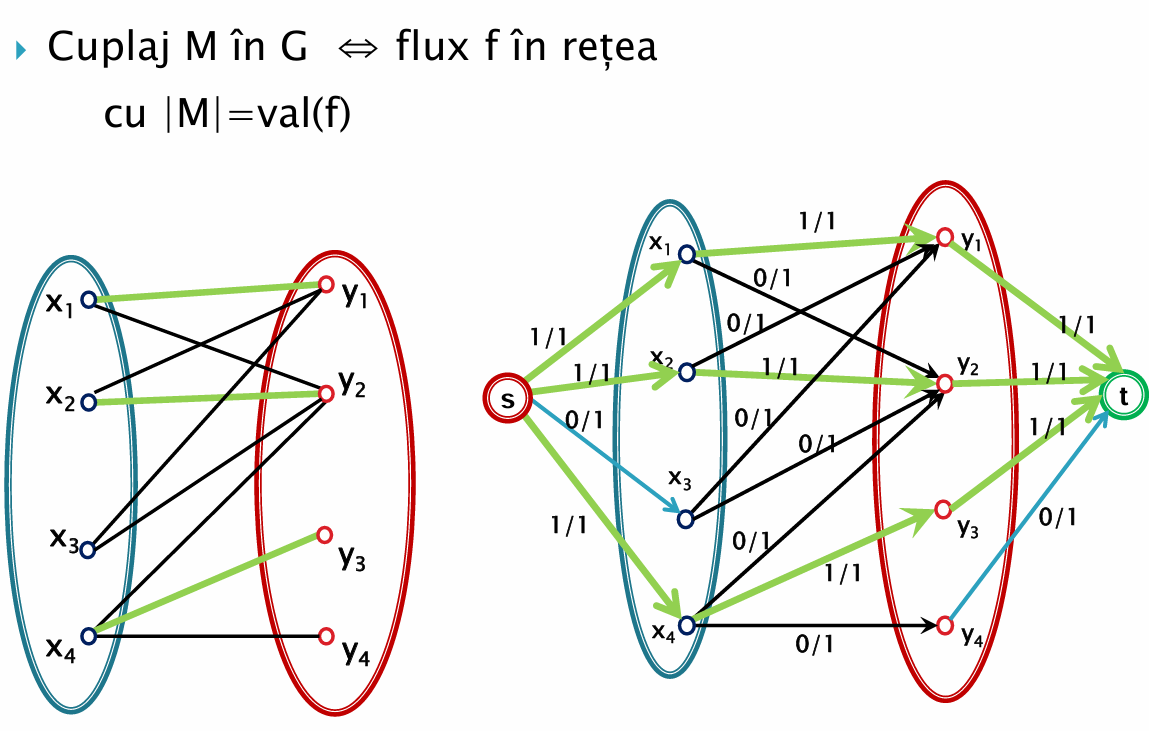 Cuplaj M în G ⇔ flux f în rețea
cu |M|=val(f)
x1
y1
x2
y2
x3
y3
x4
y4
s
1/1
1/1
0/1
1/1
x1
x2
x3
x4
1/1
0/1
0/1
1/1
0/1
0/1
0/1
1/1
0/1
y1
y2
y3
y4
1/1
1/1
1/1
0/1
t